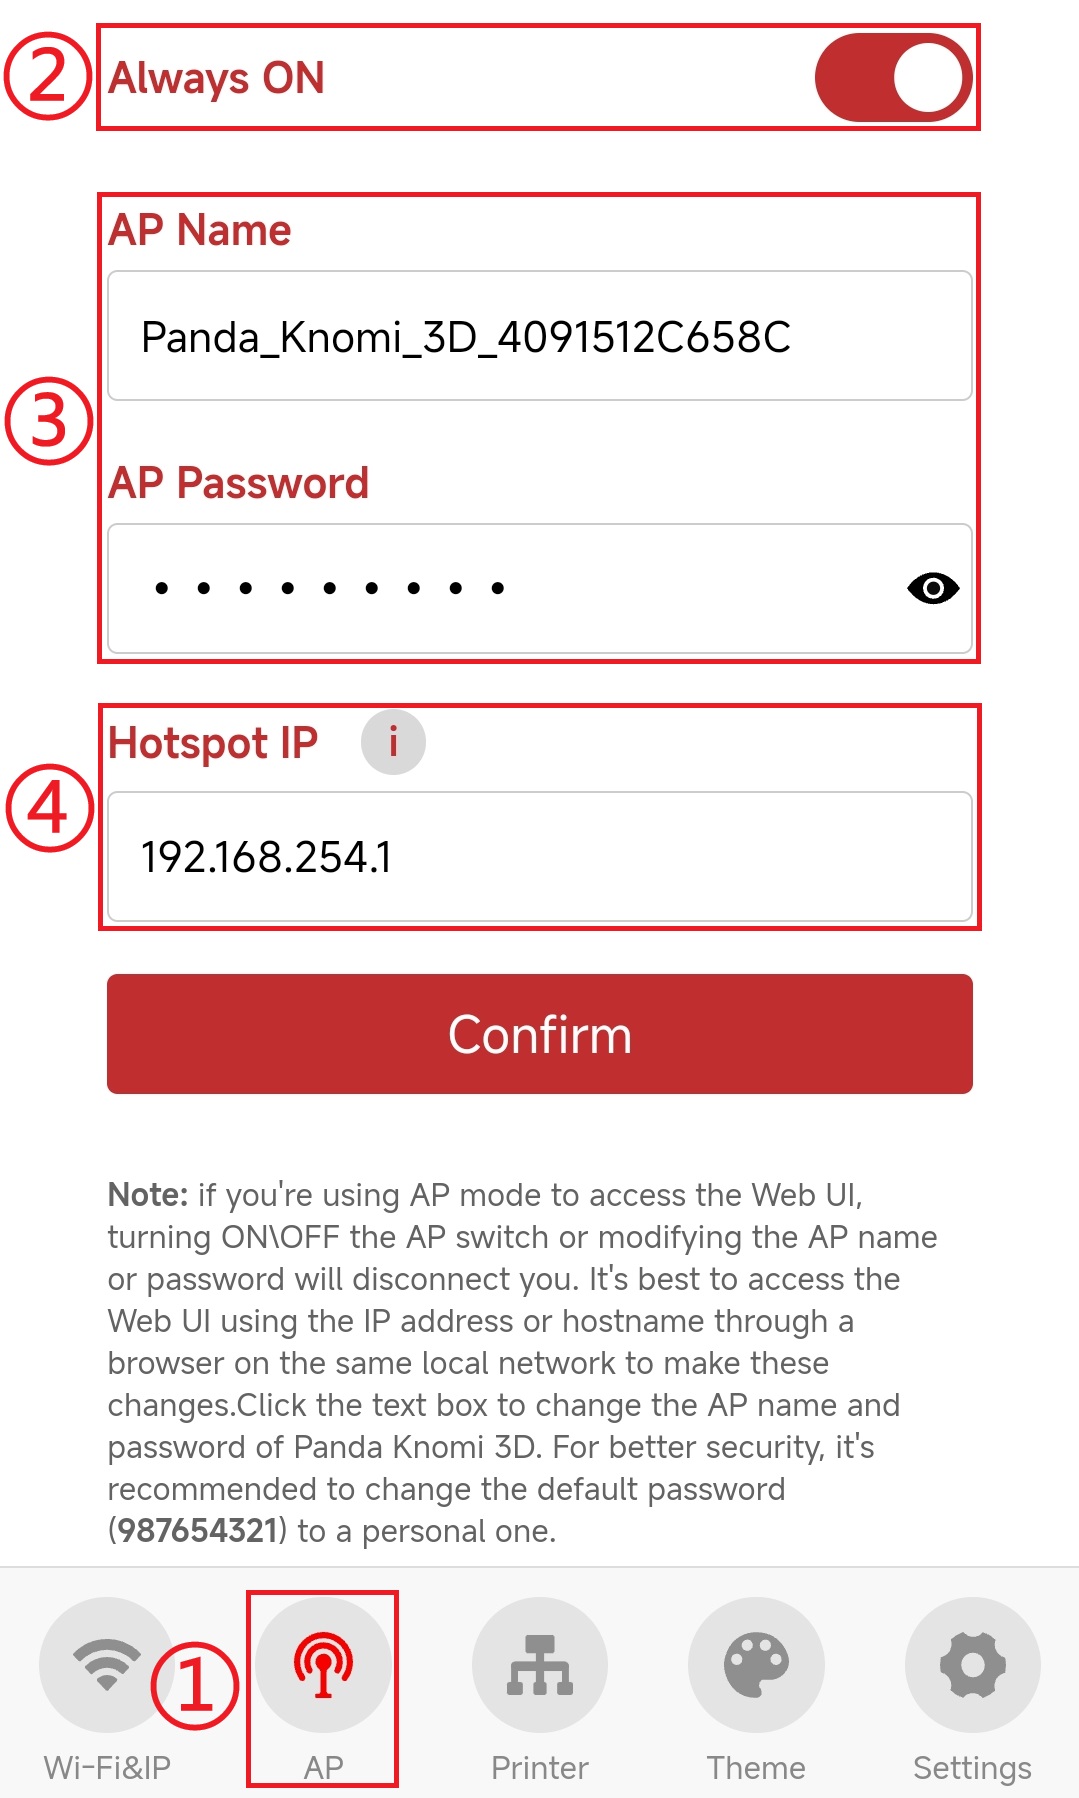 ② Always ON
AP Name
Panda_Knomi_3D_4091512C658C
③
AP Password
•••••••••
Hotspot IP i
④
192.168.254.1
Confirm
Note: if you're using AP mode to access the Web UI,
turning ON\OFF the AP switch or modifying the AP name
or password will disconnect you. It's best to access the
Web UI using the IP address or hostname through a
browser on the same local network to make these
changes.Click the text box to change the AP name and
password of Panda Knomi 3D. For better security, it's
recommended to change the default password
(987654321) to a personal one.
①
Wi-Fi&IP AP Printer Theme Settings